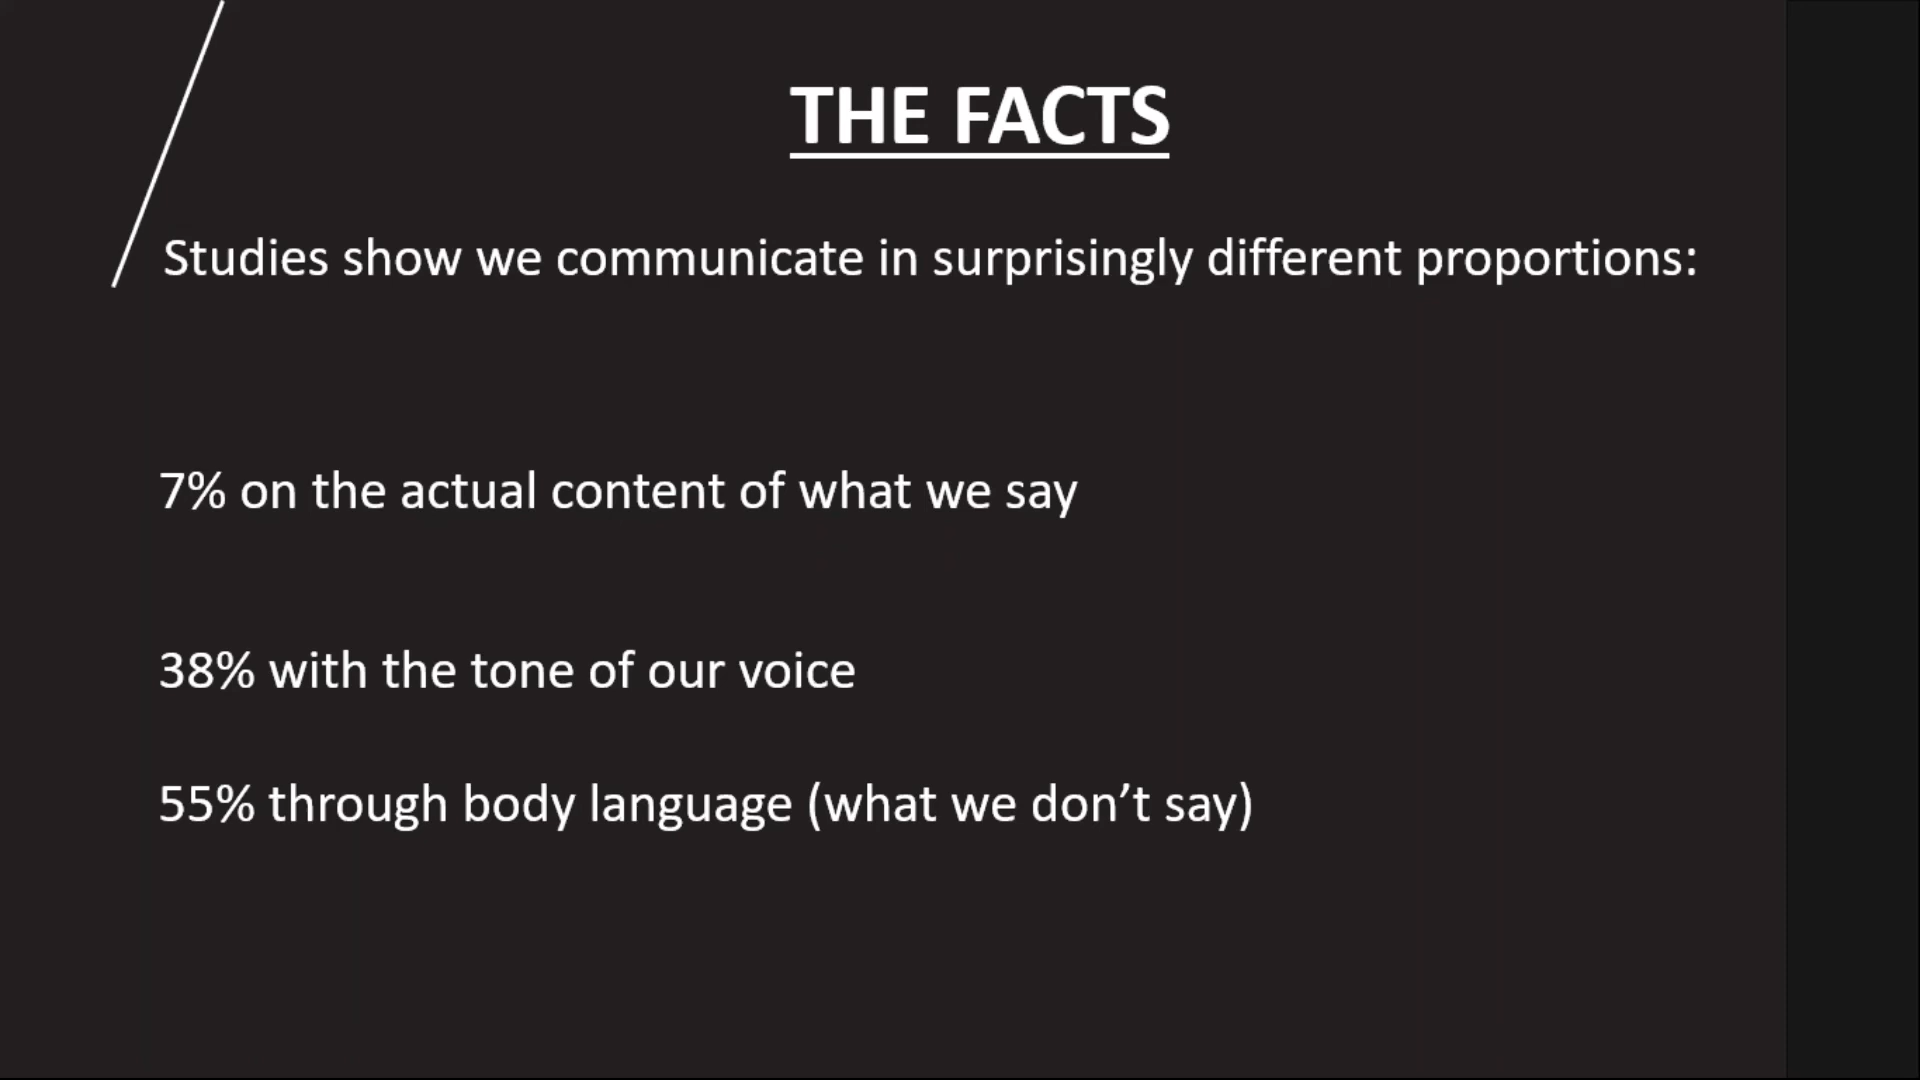 THE FACTS
Studies show we communicate in surprisingly different proportions:
7% on the actual content of what we say
38% with the tone of our voice
55% through body language (what we don’t say)